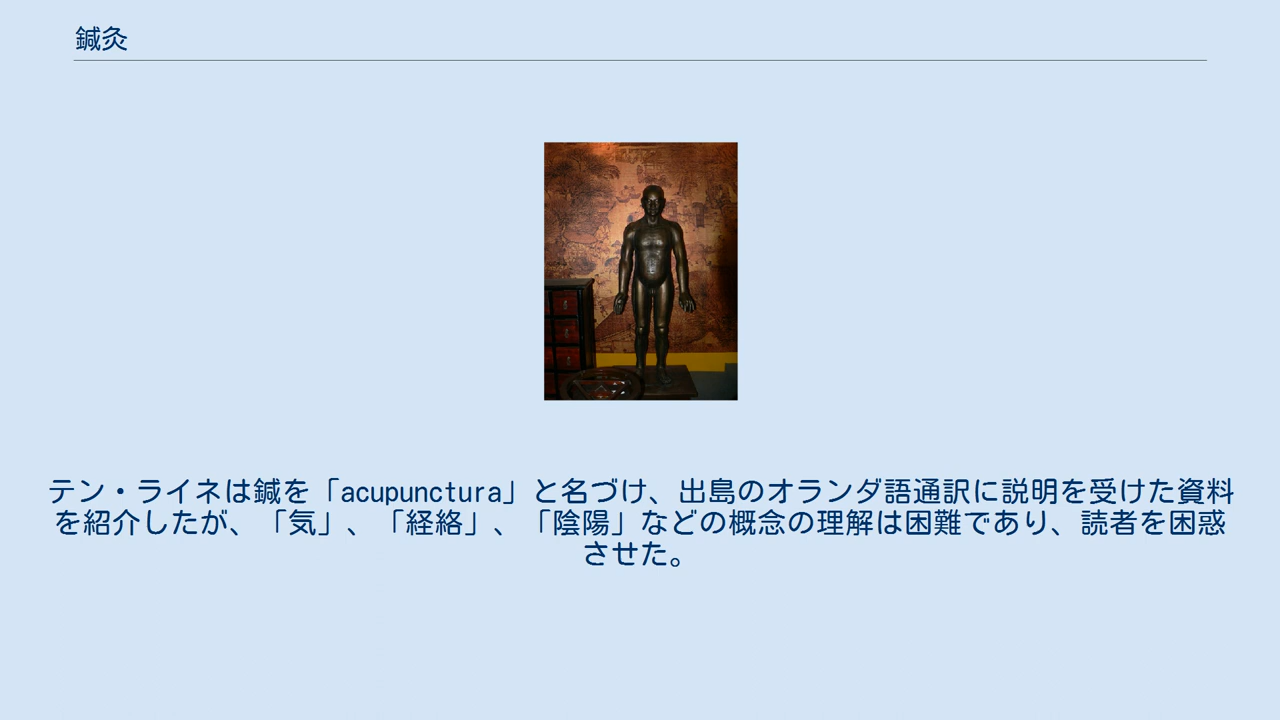 鍼灸
テン・ライネは鍼を「acupunctura」と名づけ、出島のオランダ語通訳に説明を受けた資料
を紹介したが、「気」、「経絡」、「陰陽」などの概念の理解は困難であり、読者を困惑
させた。